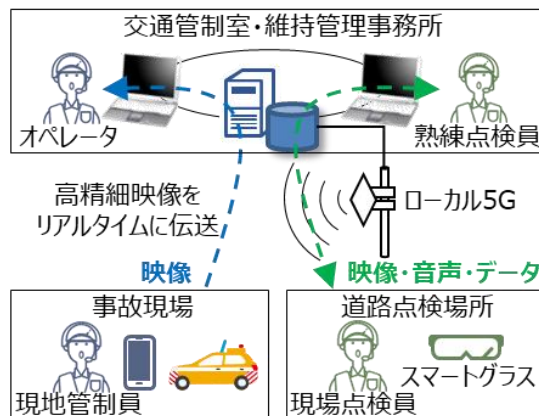 交通管制室・維持管理事務所
オペレータ
熟練点検員
高精細映像を
リアルタイムに伝送
ローカル5G
映像
映像・音声・データ
事故現場
現地管制員
道路点検場所
スマートグラス
現場点検員